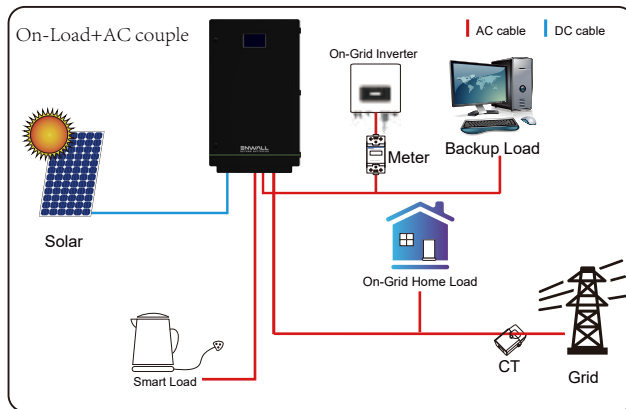 On-Load+AC couple
AC cable
DC cable
On-Grid Inverter
ENWALL
Meter
Backup Load
Solar
On-Grid Home Load
Smart Load
CT
Grid